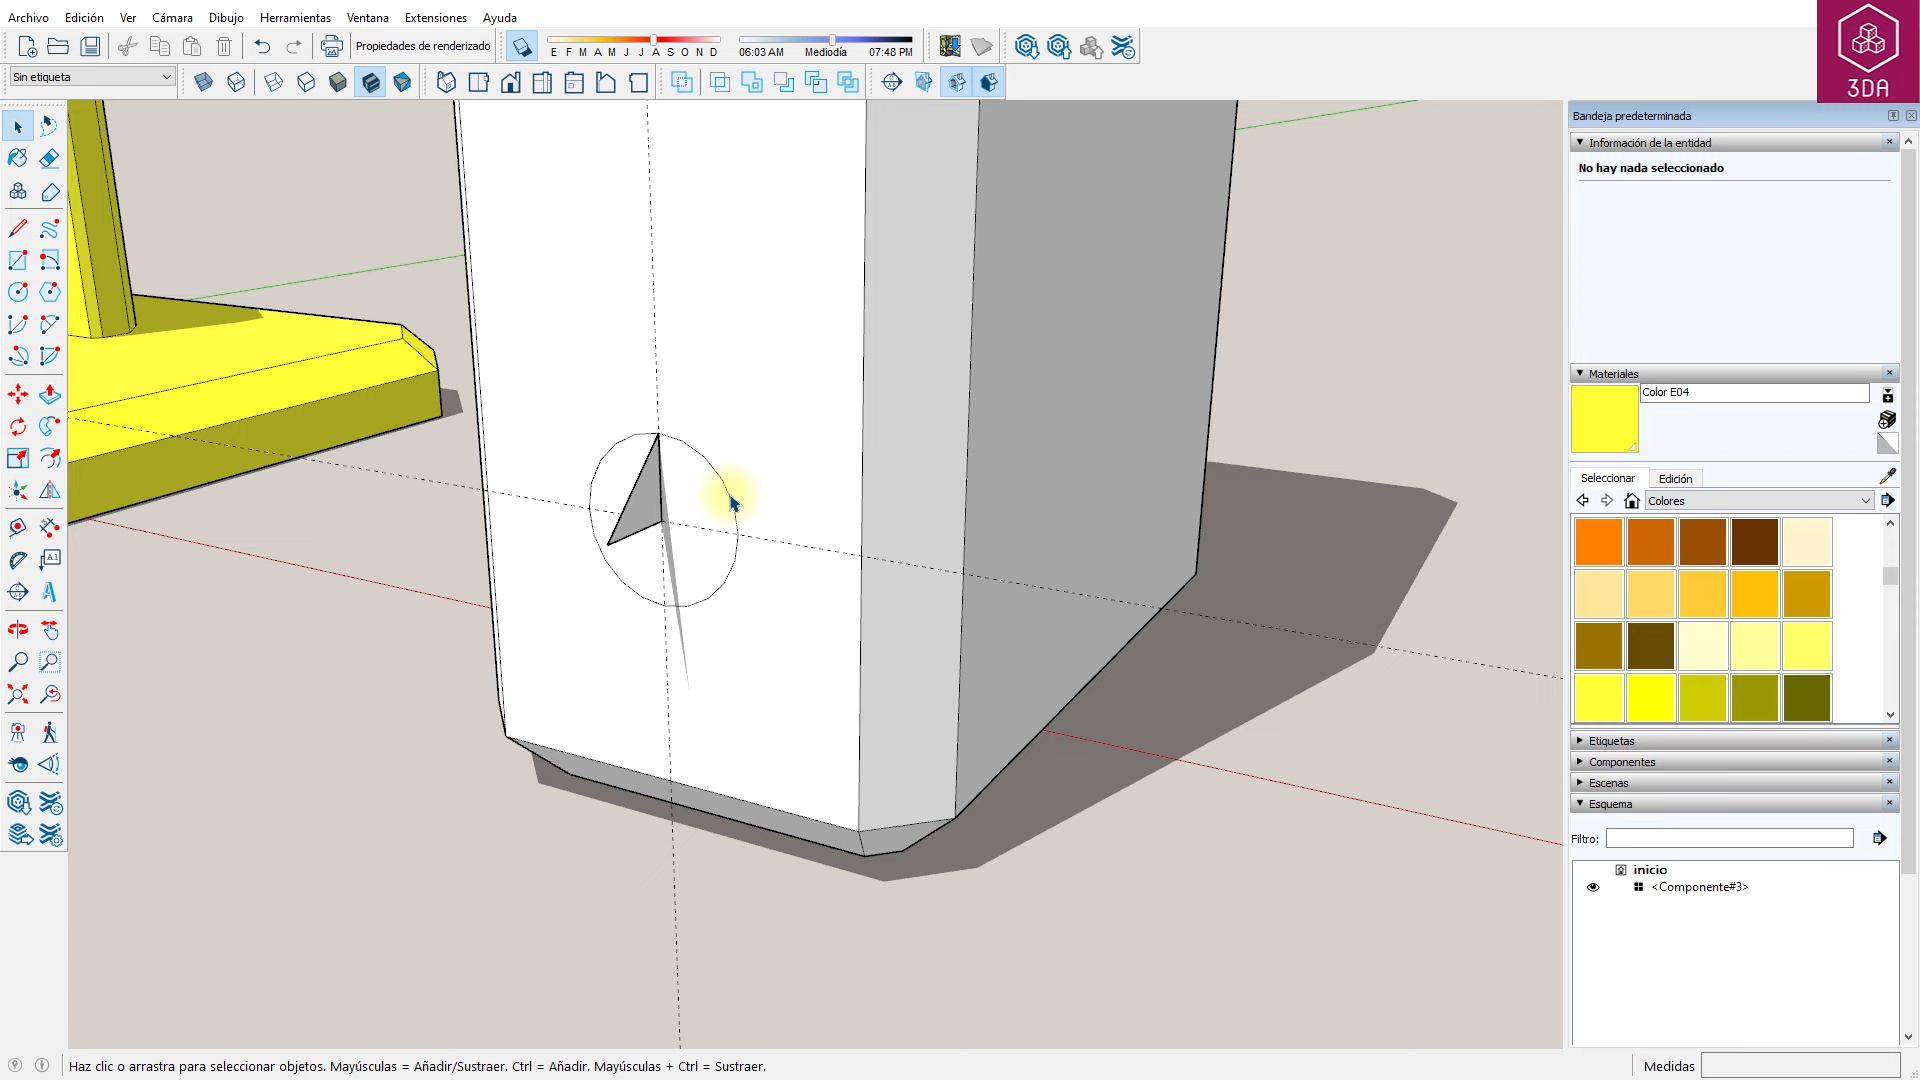 Archivo Edición Ver Cámara Dibujo Herramientas Ventana Extensiones Ayuda
Propiedades de renderizado
E F M A M J J A S O N D
06:03 AM Mediodía 07:48 PM
3DA
Sin etiqueta
Bandeja predeterminada
Información de la entidad
No hay nada seleccionado
Materiales
Color E04
Seleccionar Edición
Colores
A1
A
Etiquetas
Componentes
Escenas
Esquema
Filtro:
inicio
<Componente#3>
Haz clic o arrastra para seleccionar objetos. Mayúsculas = Añadir/Sustraer. Ctrl = Añadir. Mayúsculas + Ctrl = Sustraer.
Medidas